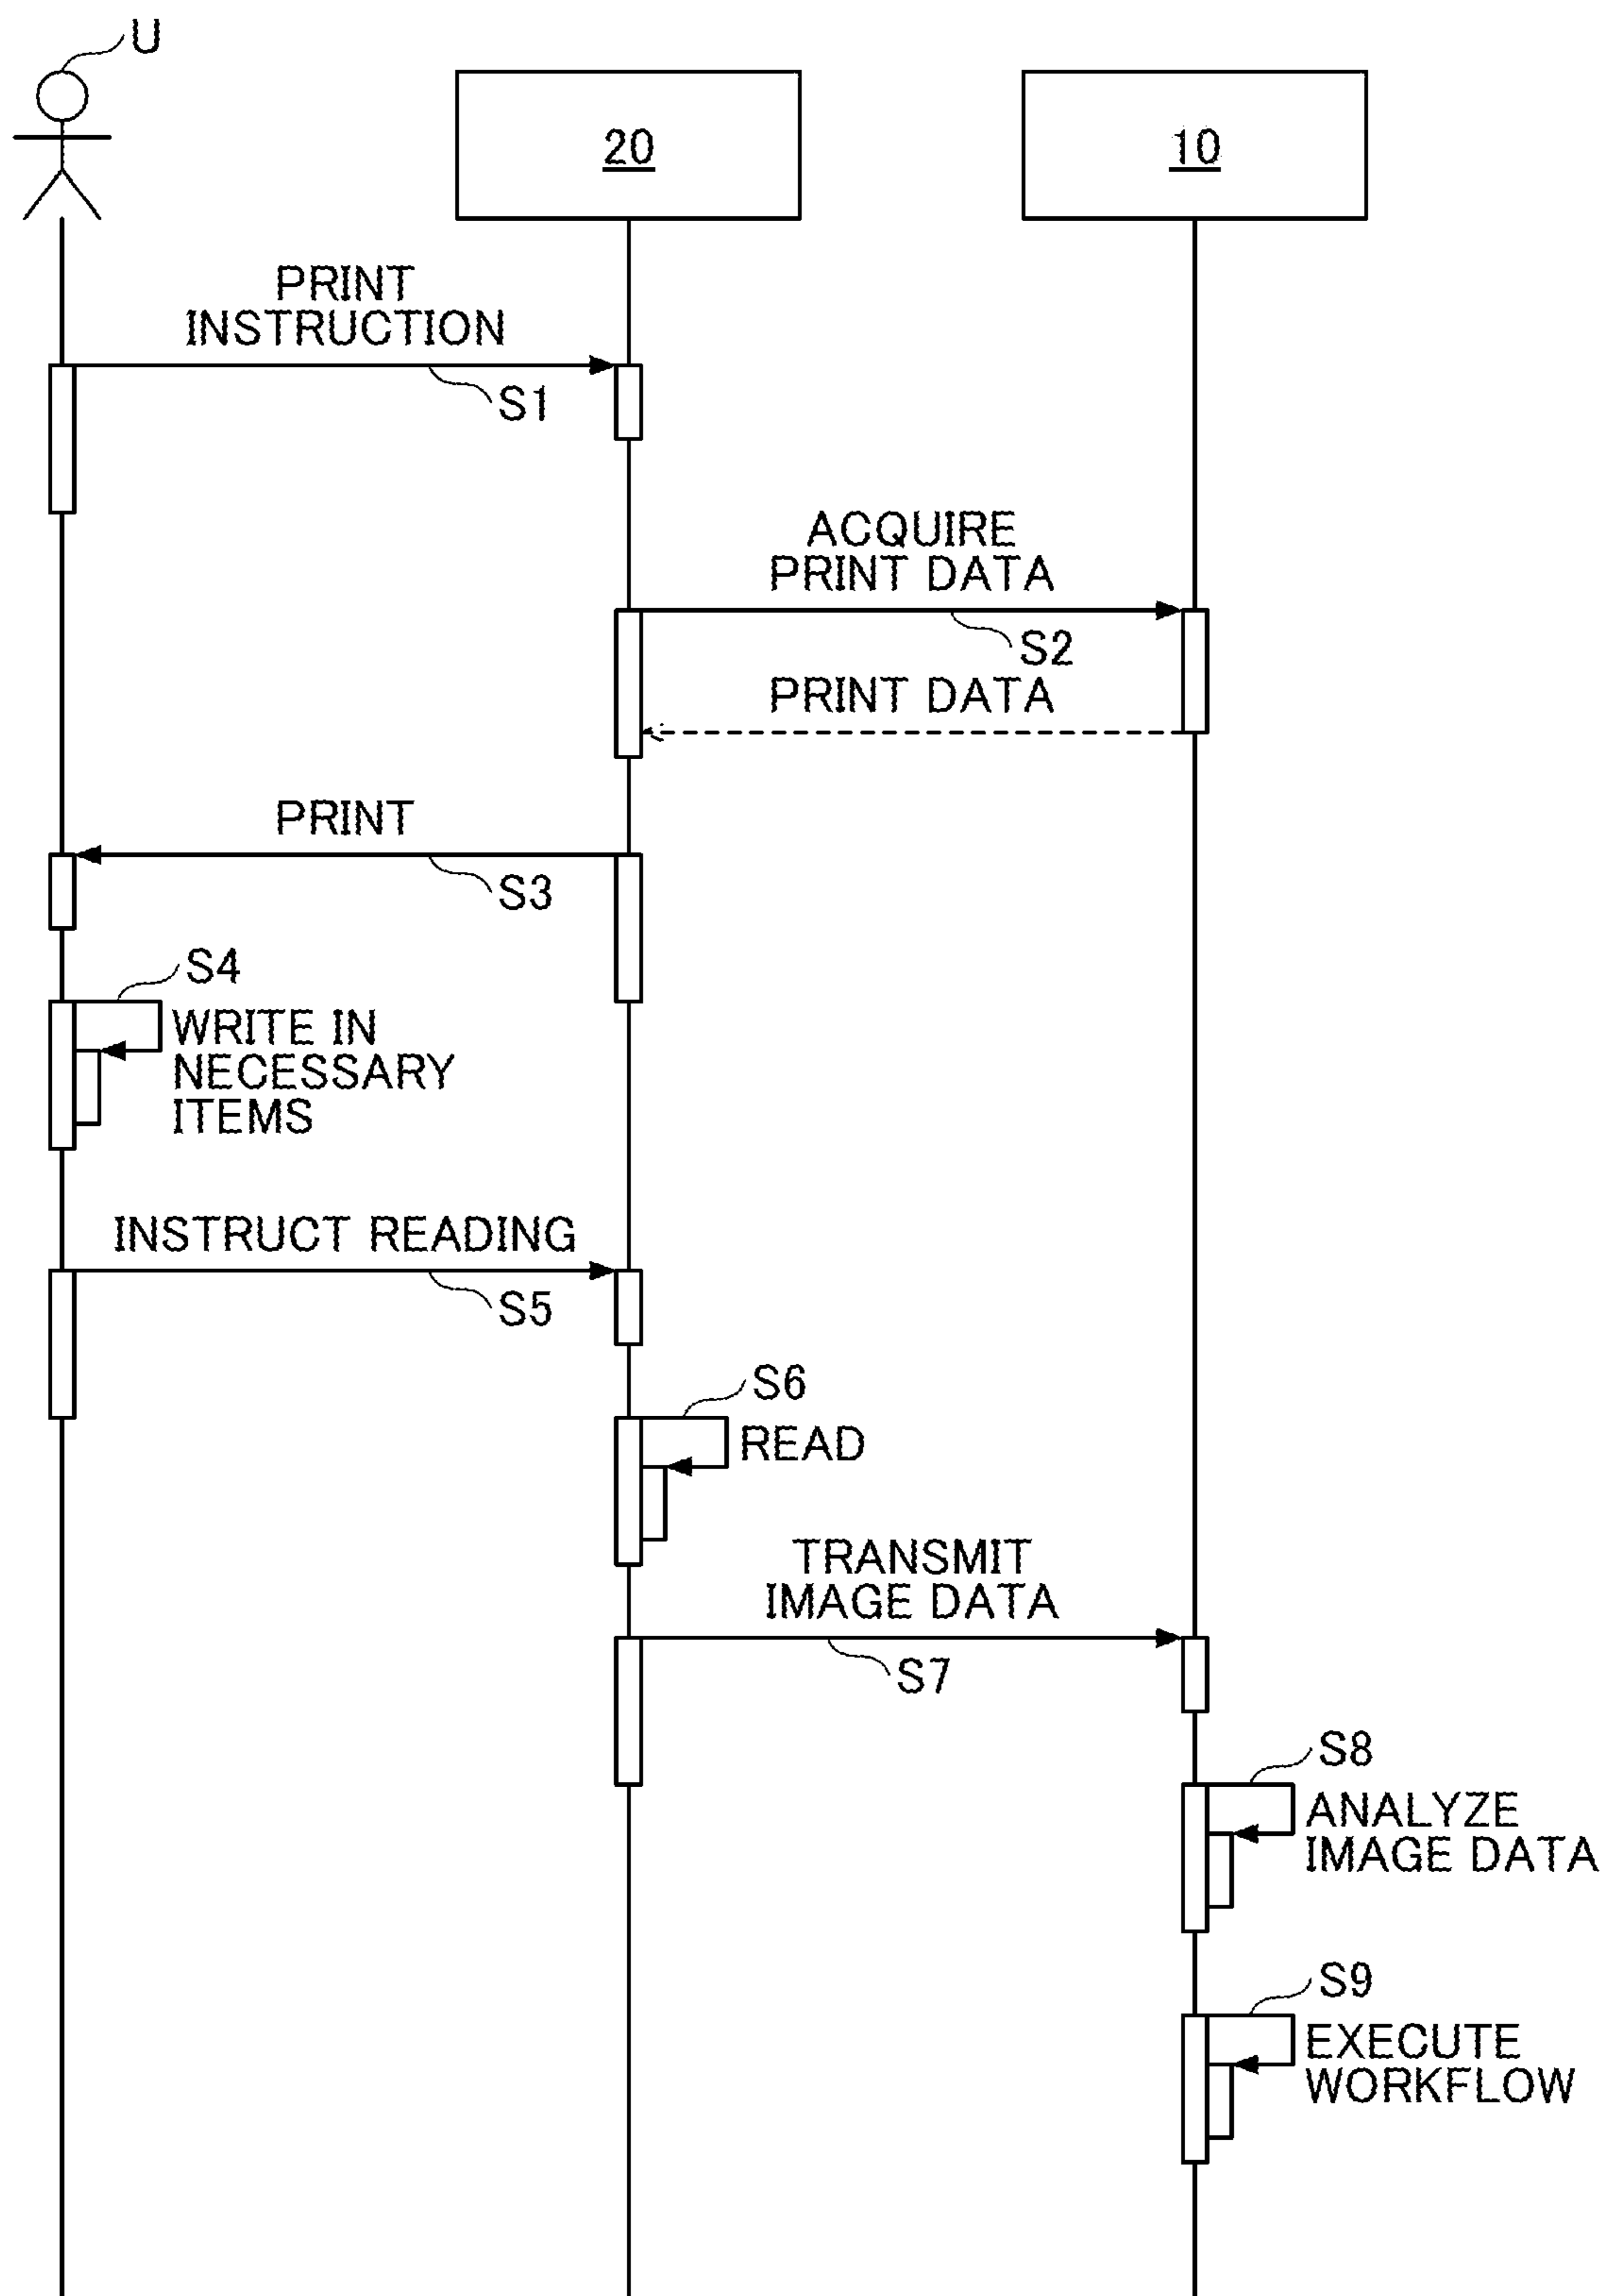 U
20
10
PRINT
INSTRUCTION
S1
ACQUIRE
PRINT DATA
S2
PRINT DATA
PRINT
S3
S4
WRITE IN
NECESSARY
ITEMS
INSTRUCT READING
S5
S6
READ
TRANSMIT
IMAGE DATA
S7
S8
ANALYZE
IMAGE DATA
S9
EXECUTE
WORKFLOW